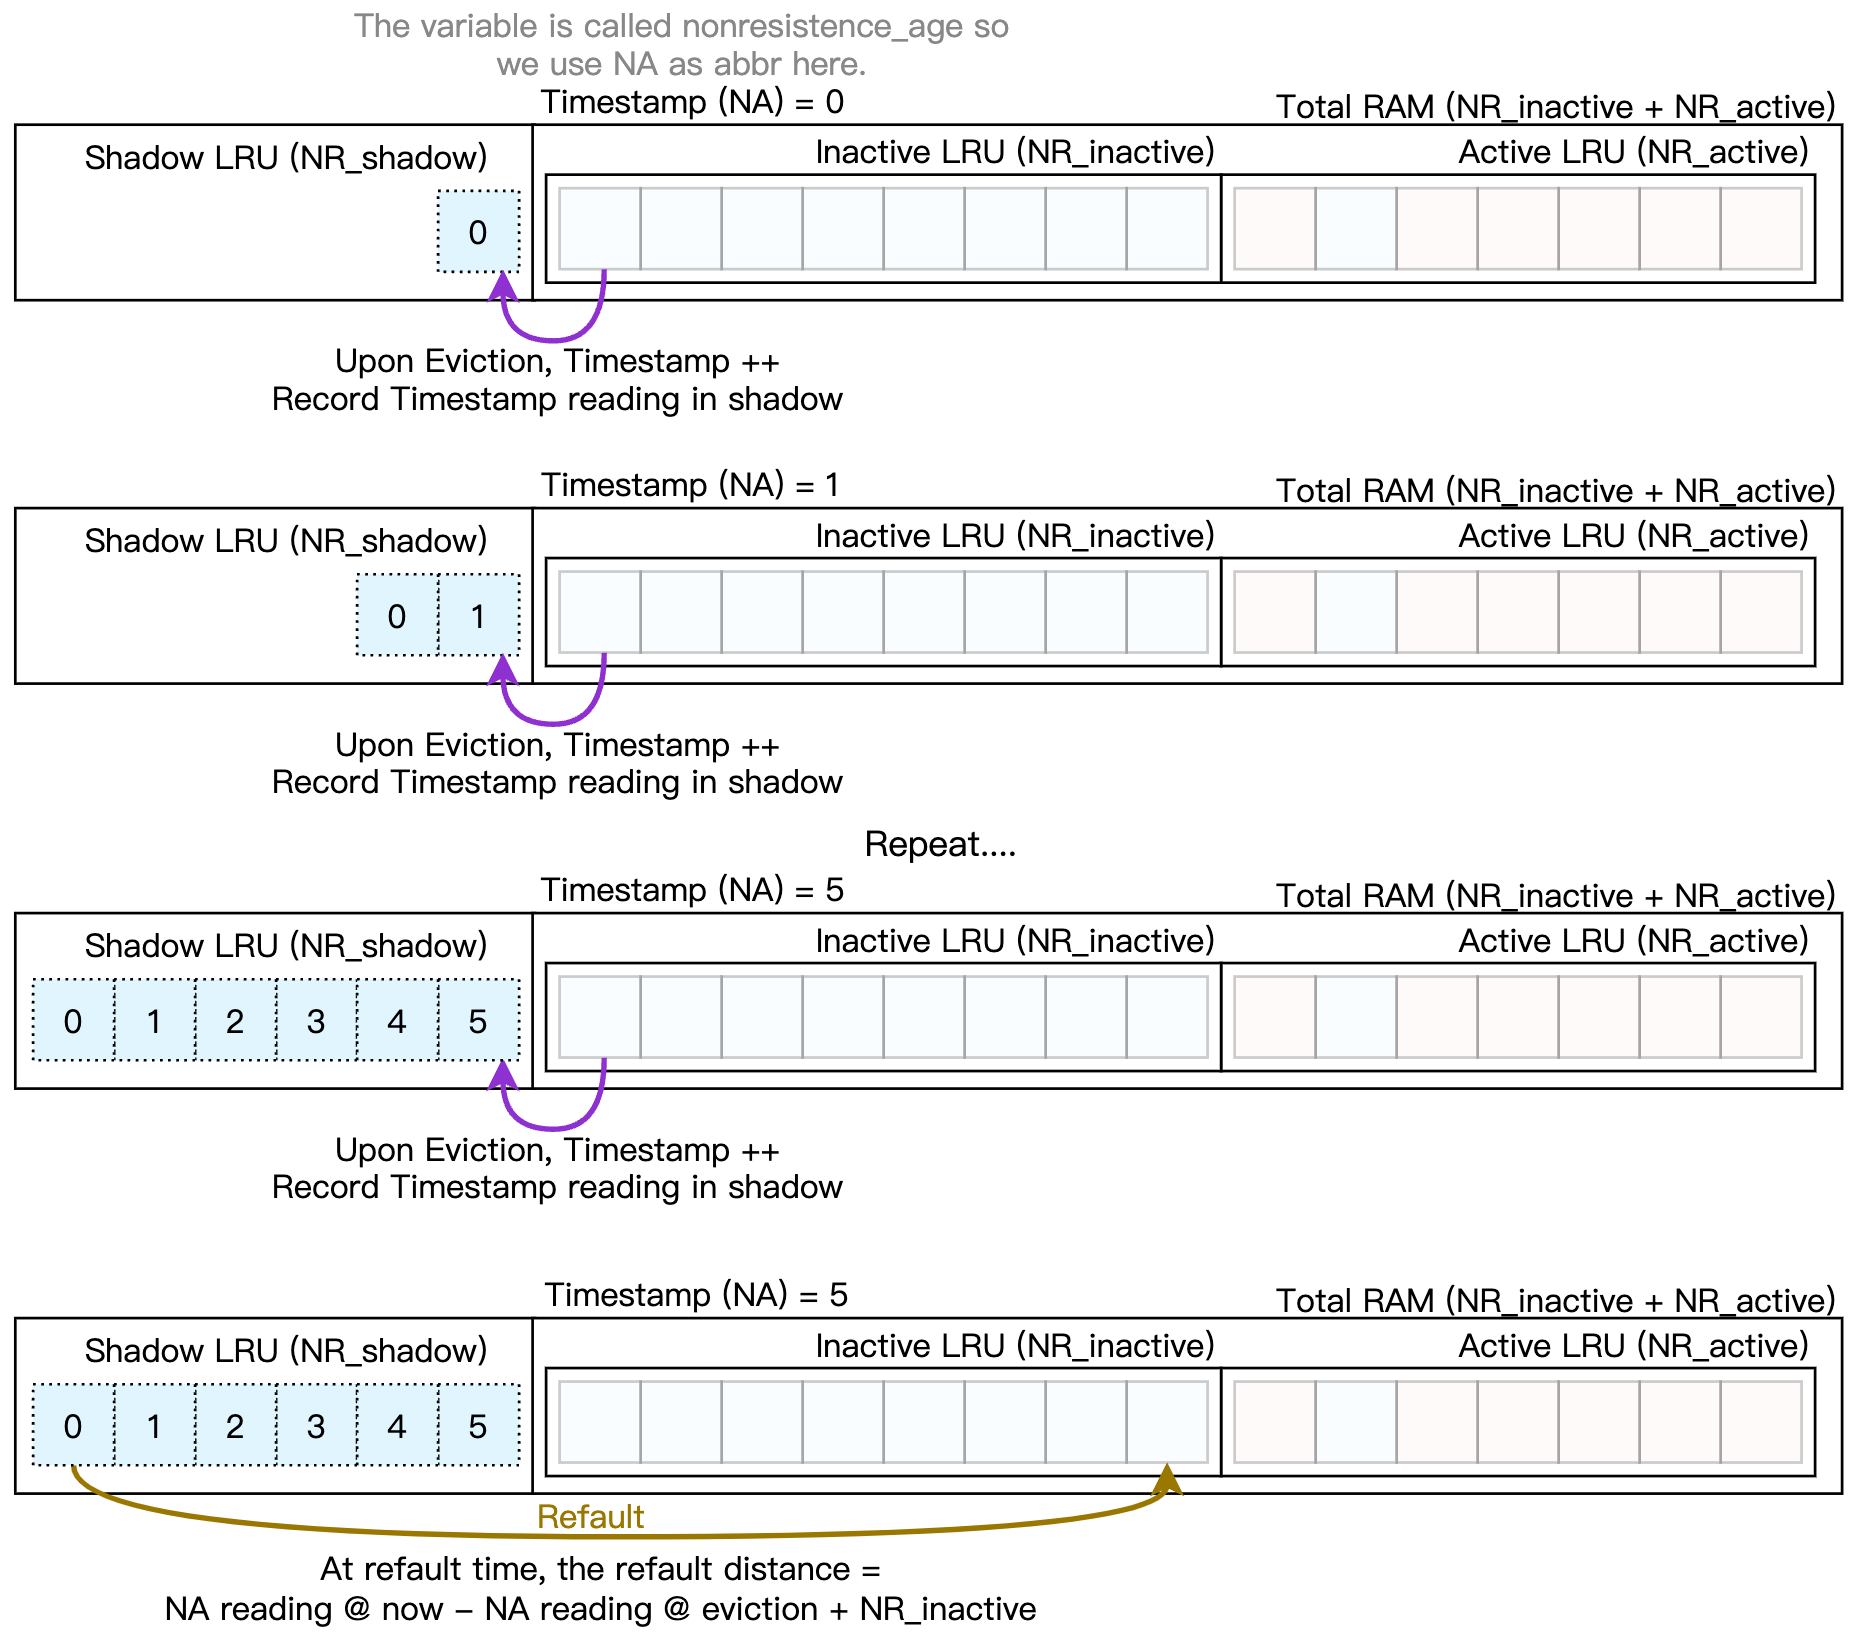 The variable is called nonresistence_age so
we use NA as abbr here.
Timestamp (NA) = 0
Total RAM (NR_inactive + NR_active)
Shadow LRU (NR_shadow)
Inactive LRU (NR_inactive)
Active LRU (NR_active)
0
Upon Eviction, Timestamp ++
Record Timestamp reading in shadow
Timestamp (NA) = 1
Total RAM (NR_inactive + NR_active)
Shadow LRU (NR_shadow)
Inactive LRU (NR_inactive)
Active LRU (NR_active)
0 1
Upon Eviction, Timestamp ++
Record Timestamp reading in shadow
Repeat....
Timestamp (NA) = 5
Total RAM (NR_inactive + NR_active)
Shadow LRU (NR_shadow)
Inactive LRU (NR_inactive)
Active LRU (NR_active)
0 1 2 3 4 5
Upon Eviction, Timestamp ++
Record Timestamp reading in shadow
Timestamp (NA) = 5
Total RAM (NR_inactive + NR_active)
Shadow LRU (NR_shadow)
Inactive LRU (NR_inactive)
Active LRU (NR_active)
0 1 2 3 4 5
Refault
At refault time, the refault distance =
NA reading @ now – NA reading @ eviction + NR_inactive